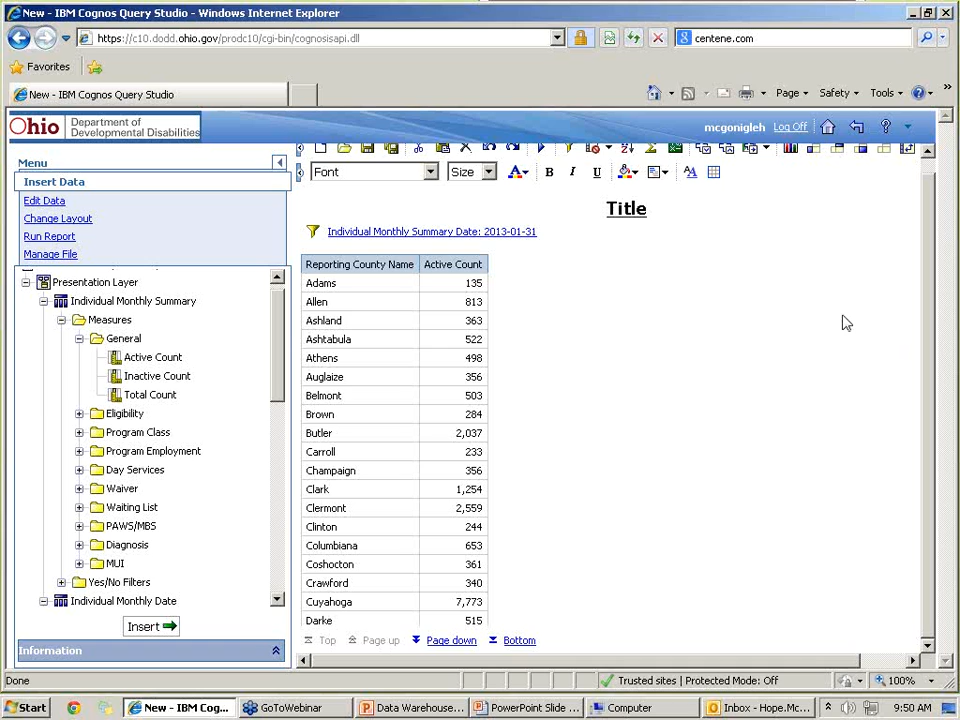 New - IBM Cognos Query Studio - Windows Internet Explorer
https://c10.dodd.ohio.gov/prodc10/cgi-bin/cognosisapi.dll
centene.com
Favorites
New - IBM Cognos Query Studio
Page
Safety
Tools
Ohio
Department of
Developmental Disabilities
mcgonigleh
Log Off
Menu
Insert Data
Edit Data
Change Layout
Run Report
Manage File
Font
Size
Title
Individual Monthly Summary Date: 2013-01-31
Presentation Layer
Individual Monthly Summary
Measures
General
Active Count
Inactive Count
Total Count
Eligibility
Program Class
Program Employment
Day Services
Waiver
Waiting List
PAWS/MBS
Diagnosis
MUI
Yes/No Filters
Individual Monthly Date
Insert
Information
Reporting County Name Active Count
Adams 135
Allen 813
Ashland 363
Ashtabula 522
Athens 498
Auglaize 356
Belmont 503
Brown 284
Butler 2,037
Carroll 233
Champaign 356
Clark 1,254
Clermont 2,559
Clinton 244
Columbiana 653
Coshocton 361
Crawford 340
Cuyahoga 7,773
Darke 515
Top Page up Page down Bottom
Done
Trusted sites | Protected Mode: Off
100%
Start
New - IBM Cog...
GoToWebinar
Data Warehouse...
PowerPoint Slide ...
Computer
Inbox - Hope.Mc...
9:50 AM